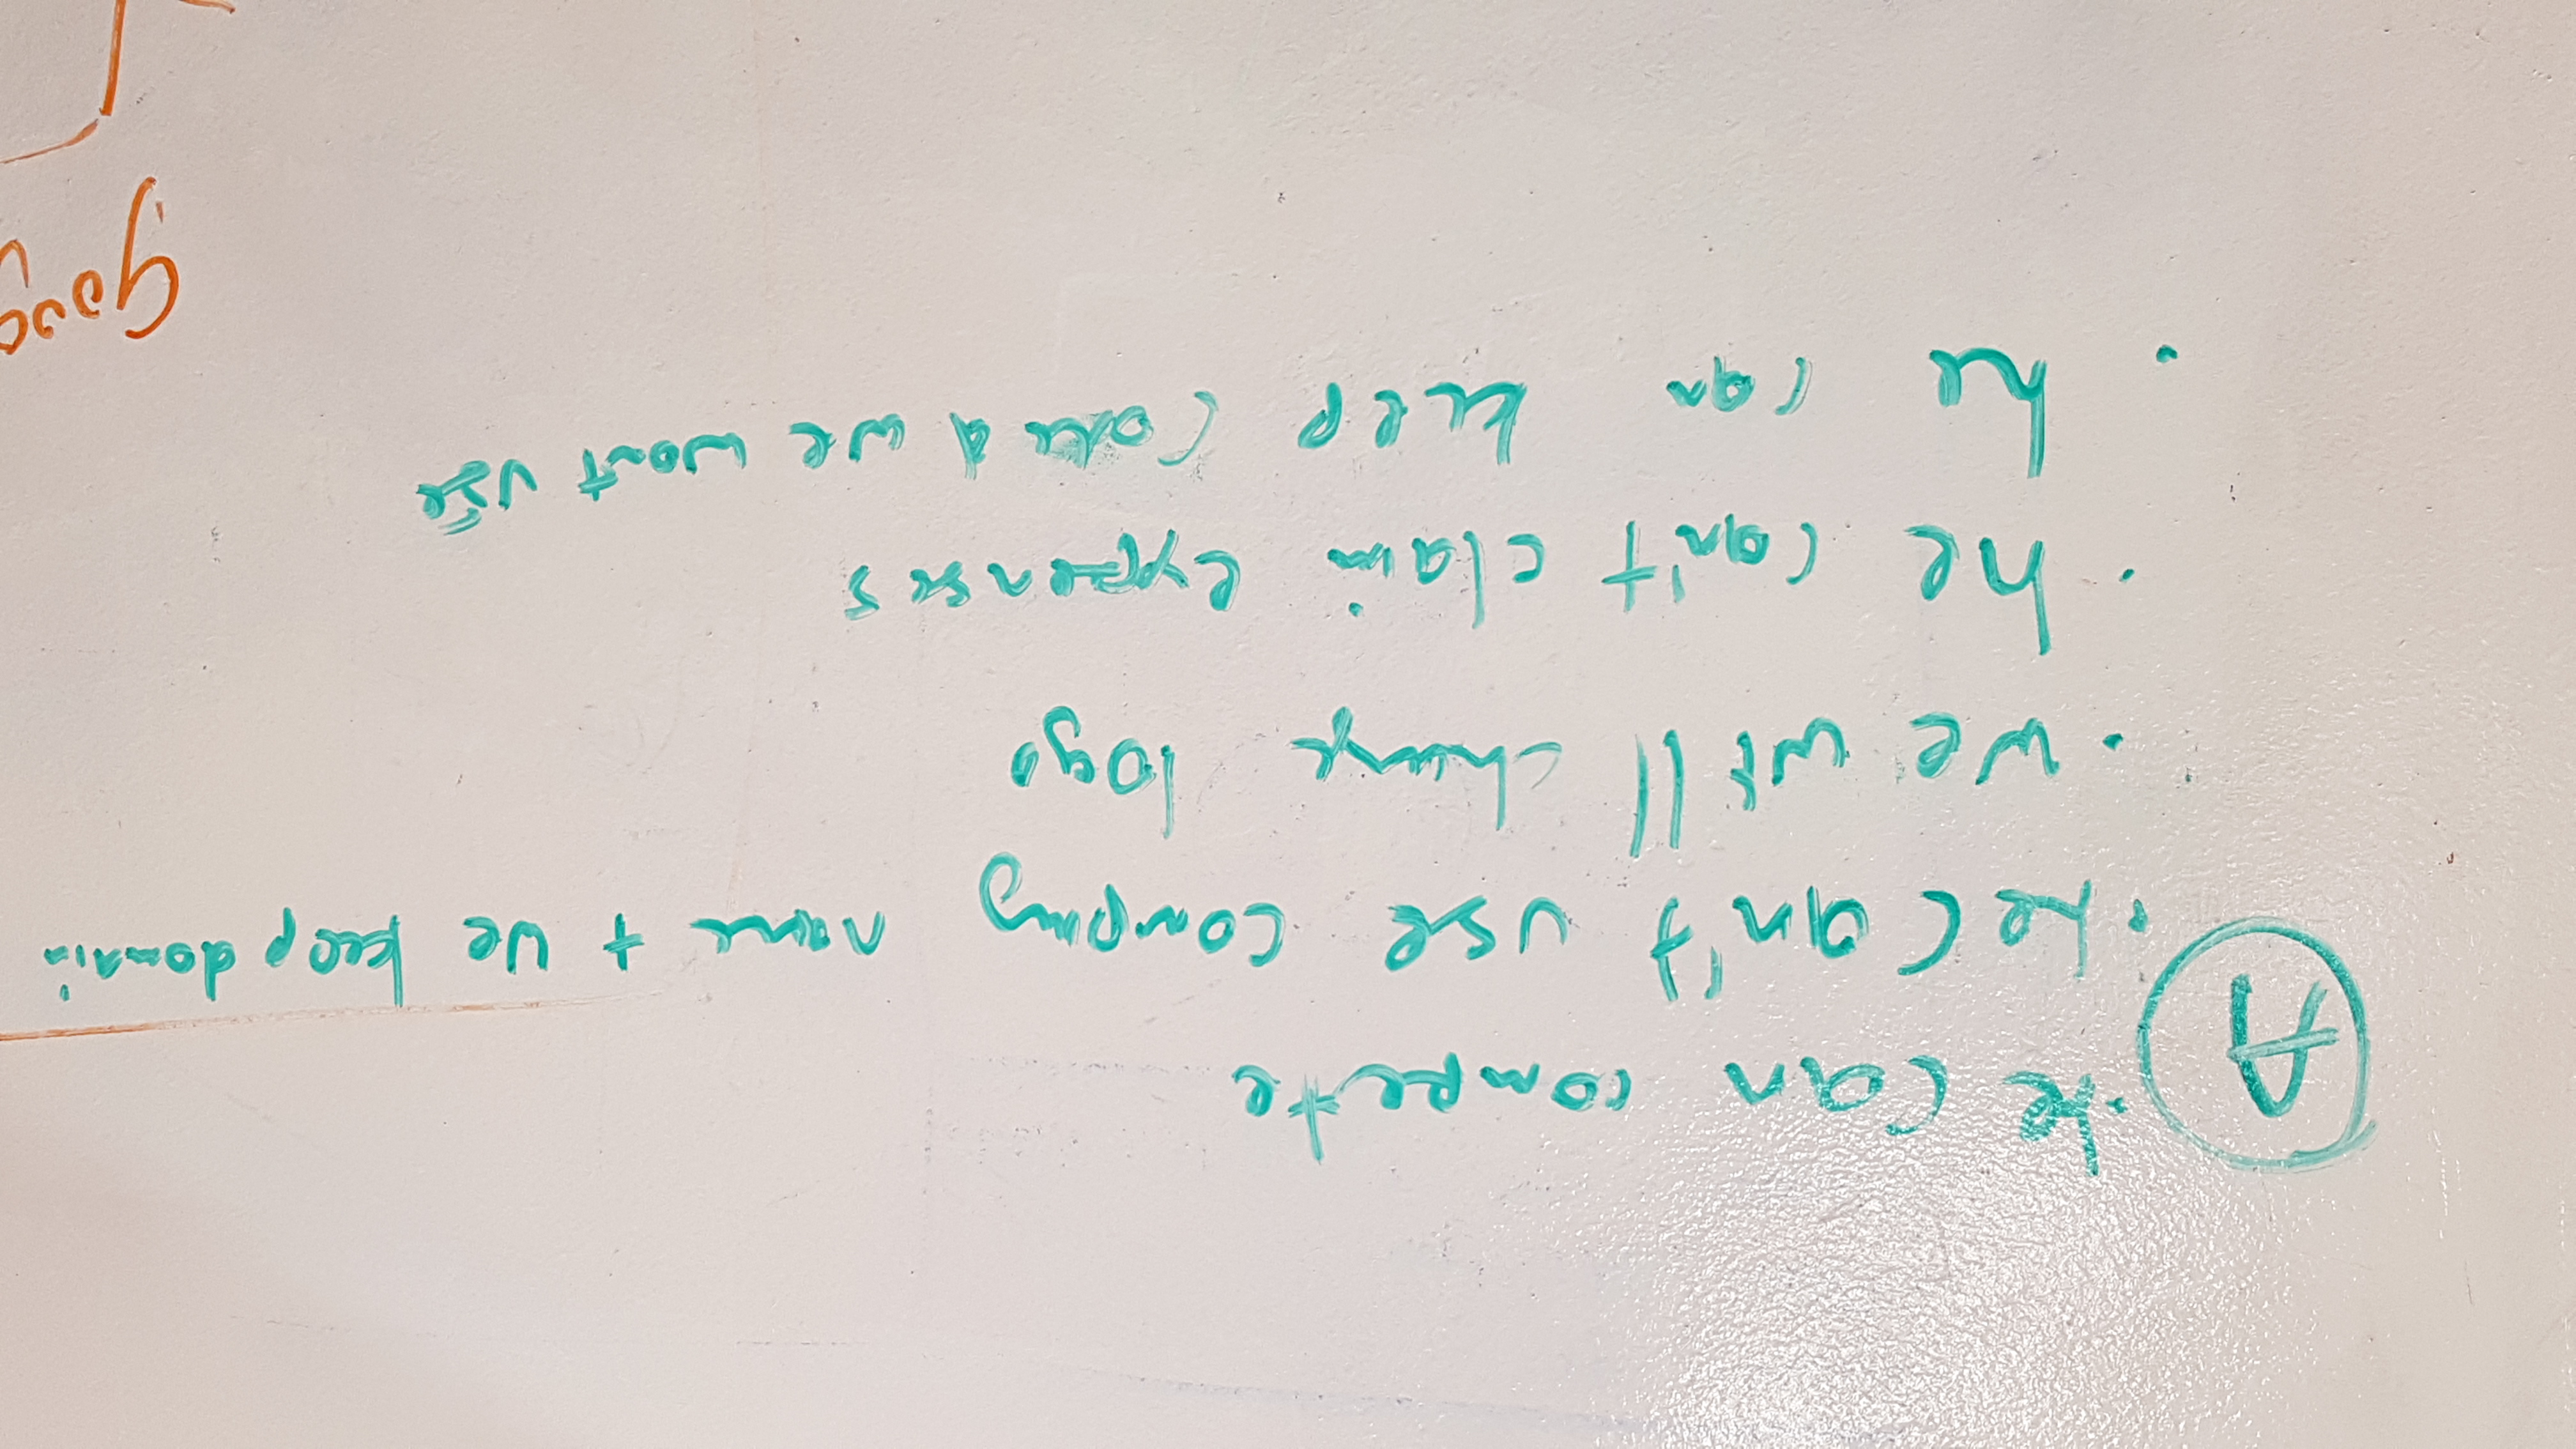 A
· he can compete
· he can't use company name + we keep domain
· we will change logo
· he can't claim expenses
· he can keep code & we wont use